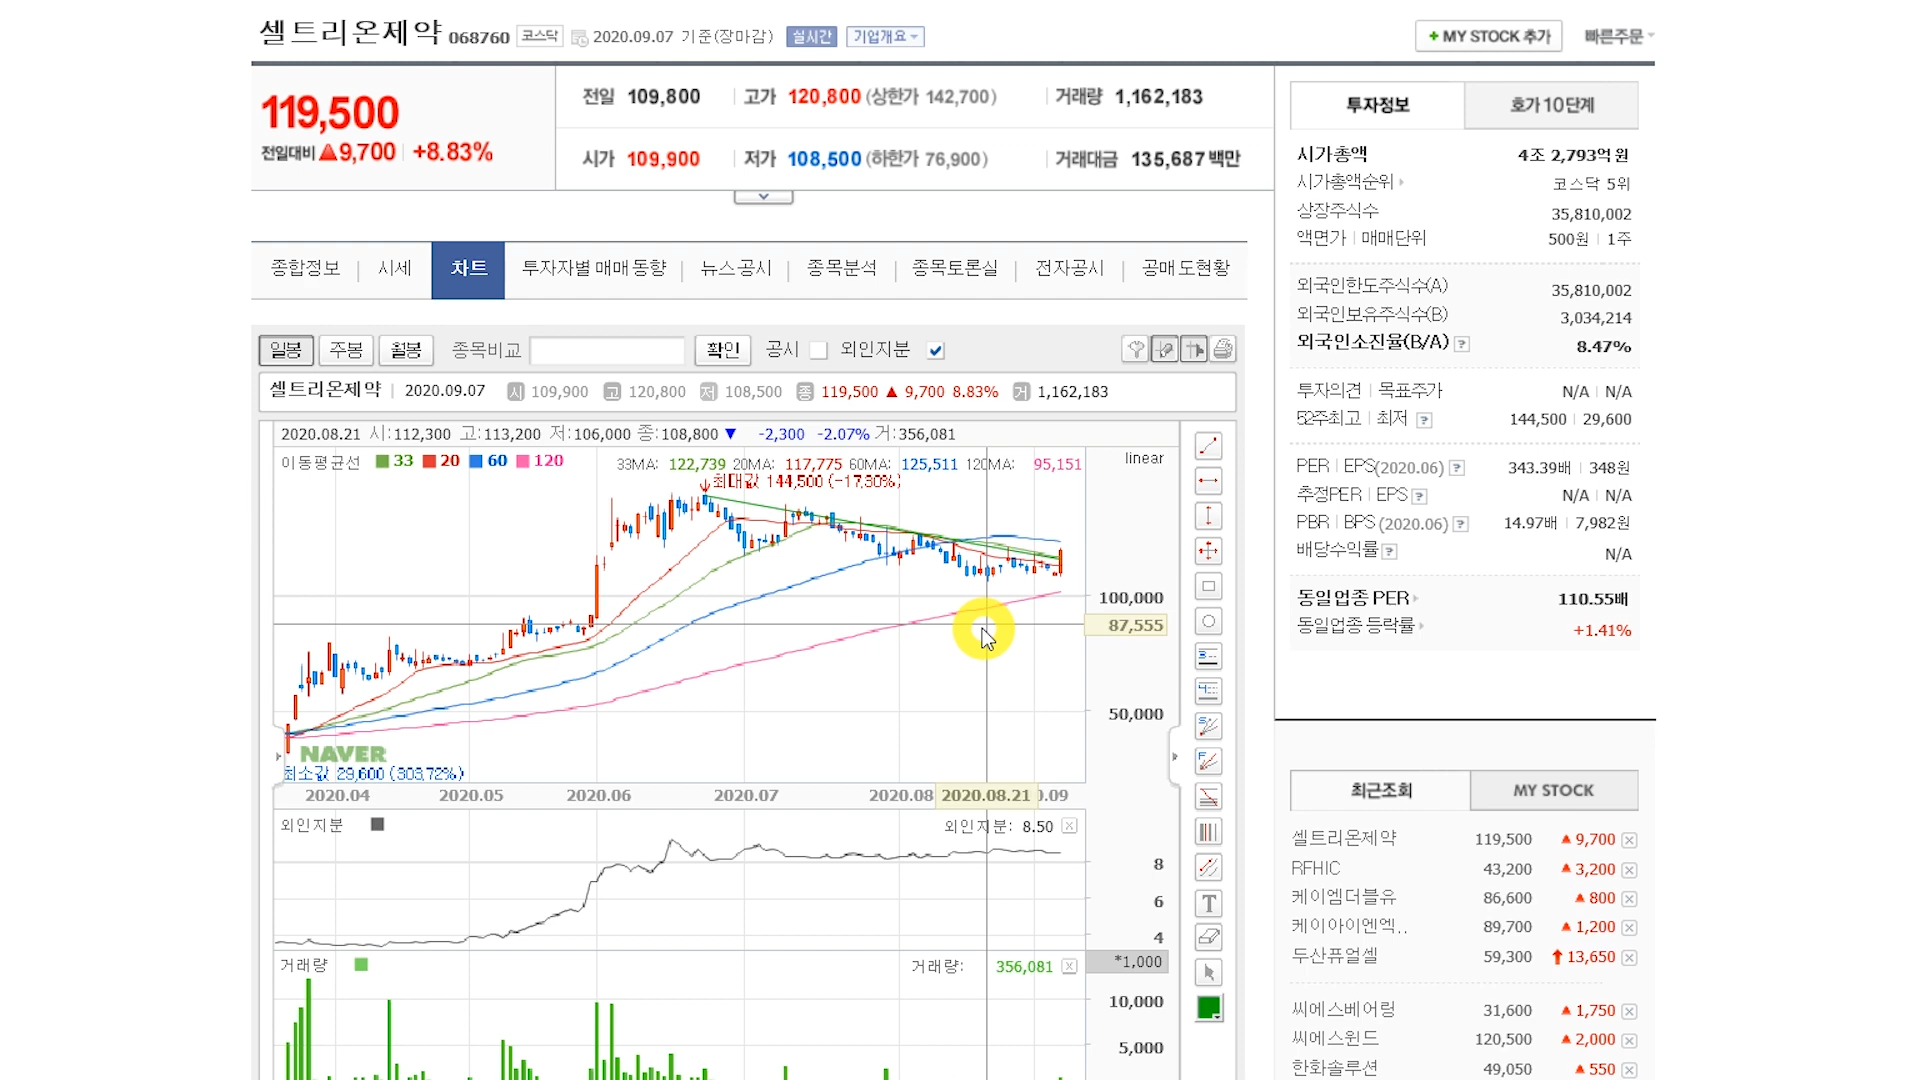 셀트리온제약 068760 코스닥 2020.09.07 기준(장마감) 실시간 기업개요
+ MY STOCK 추가 빠른주문
119,500
전일대비 ▲9,700 +8.83%
전일 109,800 고가 120,800 (상한가 142,700) 거래량 1,162,183
시가 109,900 저가 108,500 (하한가 76,900) 거래대금 135,687 백만
종합정보 시세 차트 투자자별 매매동향 뉴스공시 종목분석 종목토론실 전자공시 공매도현황
일봉 주봉 월봉 종목비교 확인 공시 외인지분
셀트리온제약 2020.09.07 시 109,900 고 120,800 저 108,500 종 119,500 ▲ 9,700 8.83% 거 1,162,183
2020.08.21 시:112,300 고:113,200 저:106,000 종:108,800 ▼ -2,300 -2.07% 거:356,081
이동평균선 33 20 60 120
33MA: 122,739 20MA: 117,775 60MA: 125,511 120MA: 95,151
linear
최대값 144,500 (-17.30%)
100,000
87,555
50,000
NAVER
최소값 29,600 (303.72%)
2020.04 2020.05 2020.06 2020.07 2020.08 2020.08.21 0.09
외인지분 외인지분: 8.50
8
6
4
거래량 거래량: 356,081
*1,000
10,000
5,000
T
투자정보 호가 10단계
시가총액 4조 2,793억원
시가총액순위 코스닥 5위
상장주식수 35,810,002
액면가 매매단위 500원 1주
외국인한도주식수(A) 35,810,002
외국인보유주식수(B) 3,034,214
외국인소진율(B/A) ? 8.47%
투자의견 목표주가 N/A N/A
52주최고 최저 ? 144,500 29,600
PER EPS(2020.06) ? 343.39배 348원
추정PER EPS ? N/A N/A
PBR BPS (2020.06) ? 14.97배 7,982원
배당수익률 ? N/A
동일업종 PER 110.55배
동일업종 등락률 +1.41%
최근조회 MY STOCK
셀트리온제약 119,500 ▲ 9,700
RFHIC 43,200 ▲ 3,200
케이엠더블유 86,600 ▲ 800
케이아이엔엑.. 89,700 ▲ 1,200
두산퓨얼셀 59,300 ↑ 13,650
씨에스베어링 31,600 ▲ 1,750
씨에스윈드 120,500 ▲ 2,000
한화솔루션 49,050 ▲ 550